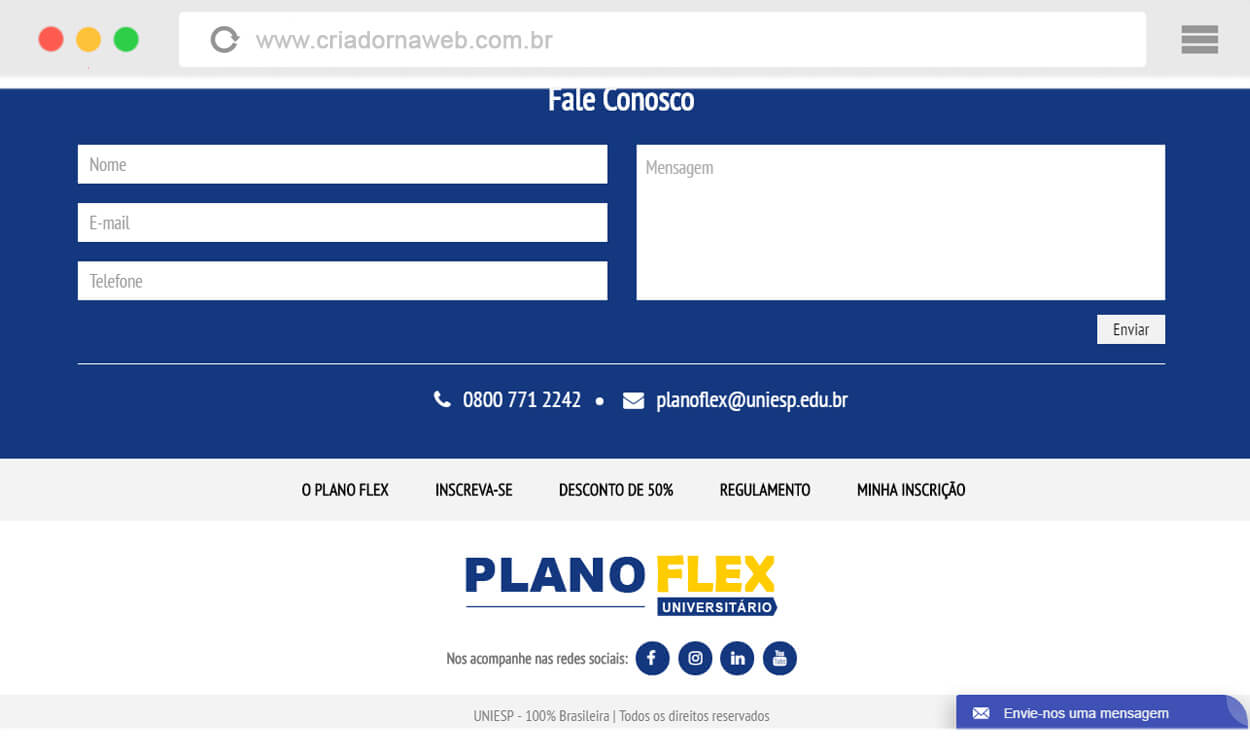 www.criadornaweb.com.br
Fale Conosco
Nome
Mensagem
E-mail
Telefone
Enviar
0800 771 2242 • planoflex@uniesp.edu.br
O PLANO FLEX INSCREVA-SE DESCONTO DE 50% REGULAMENTO MINHA INSCRIÇÃO
PLANO FLEX
UNIVERSITÁRIO
Nos acompanhe nas redes sociais: You Tube
UNIESP - 100% Brasileira | Todos os direitos reservados
Envie-nos uma mensagem